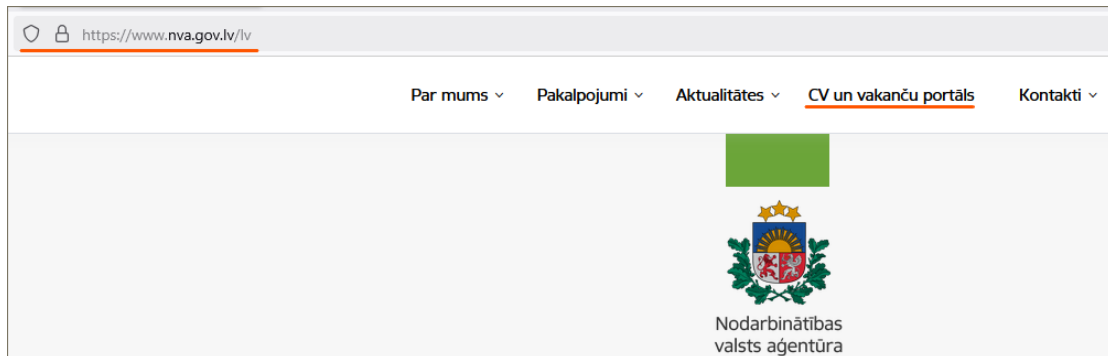 https://www.nva.gov.lv/lv
Par mums Pakalpojumi Aktualitātes CV un vakanču portāls Kontakti
Nodarbinātības
valsts aģentūra